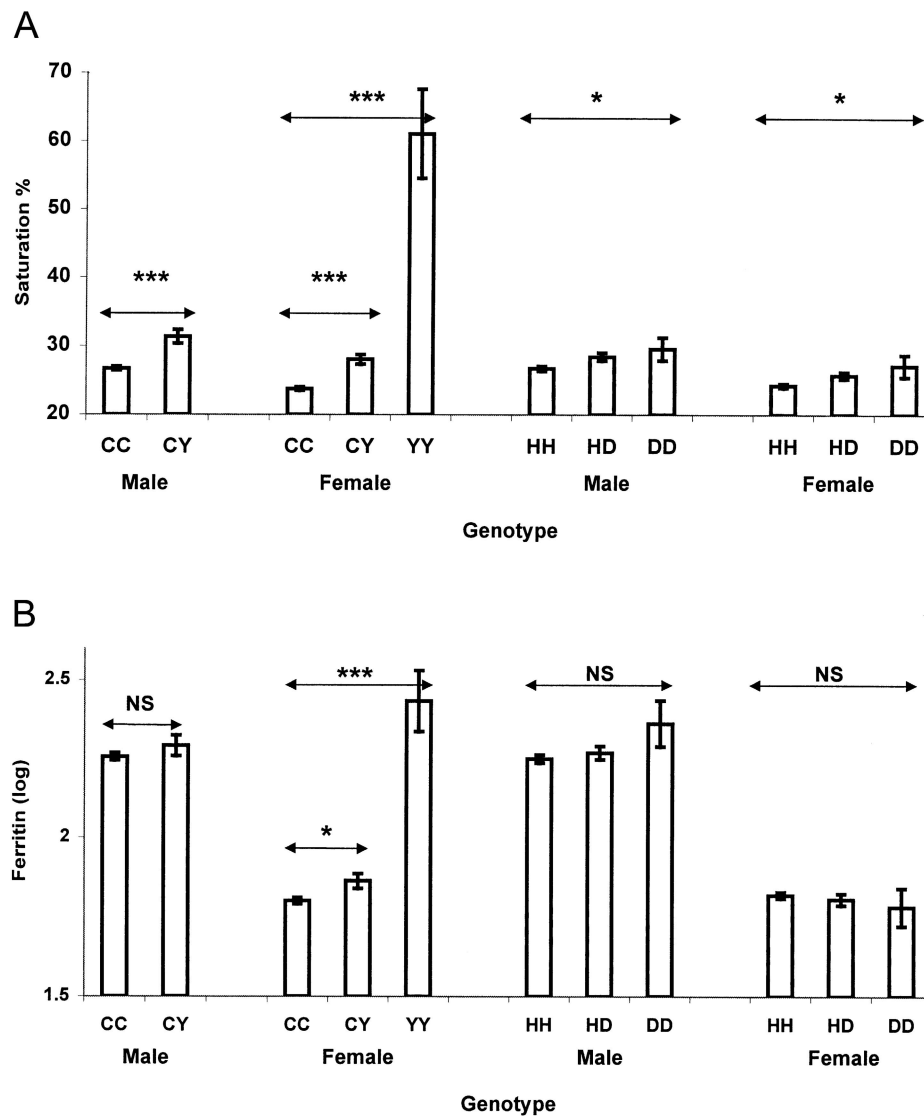 A
Saturation %
70
60
50
40
30
20
***
***
***
*
*
CC CY CC CY YY HH HD DD HH HD DD
Male Female Male Female
Genotype
B
Ferritin (log)
2.5
2
1.5
NS
***
*
NS
NS
CC CY CC CY YY HH HD DD HH HD DD
Male Female Male Female
Genotype